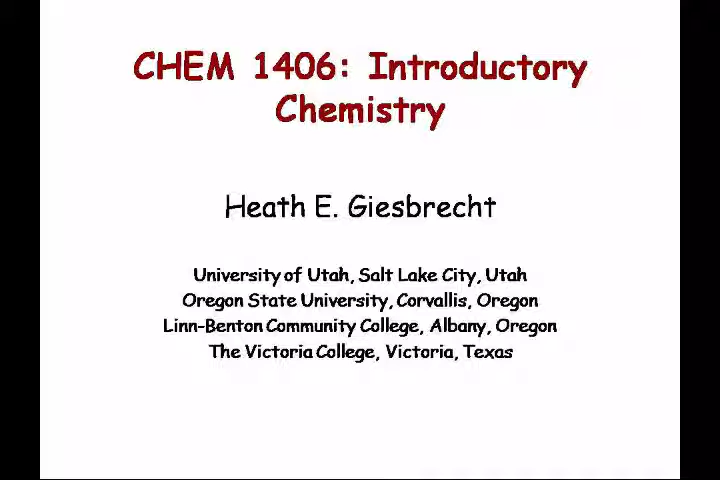 CHEM 1406: Introductory
Chemistry
Heath E. Giesbrecht
University of Utah, Salt Lake City, Utah
Oregon State University, Corvallis, Oregon
Linn-Benton Community College, Albany, Oregon
The Victoria College, Victoria, Texas